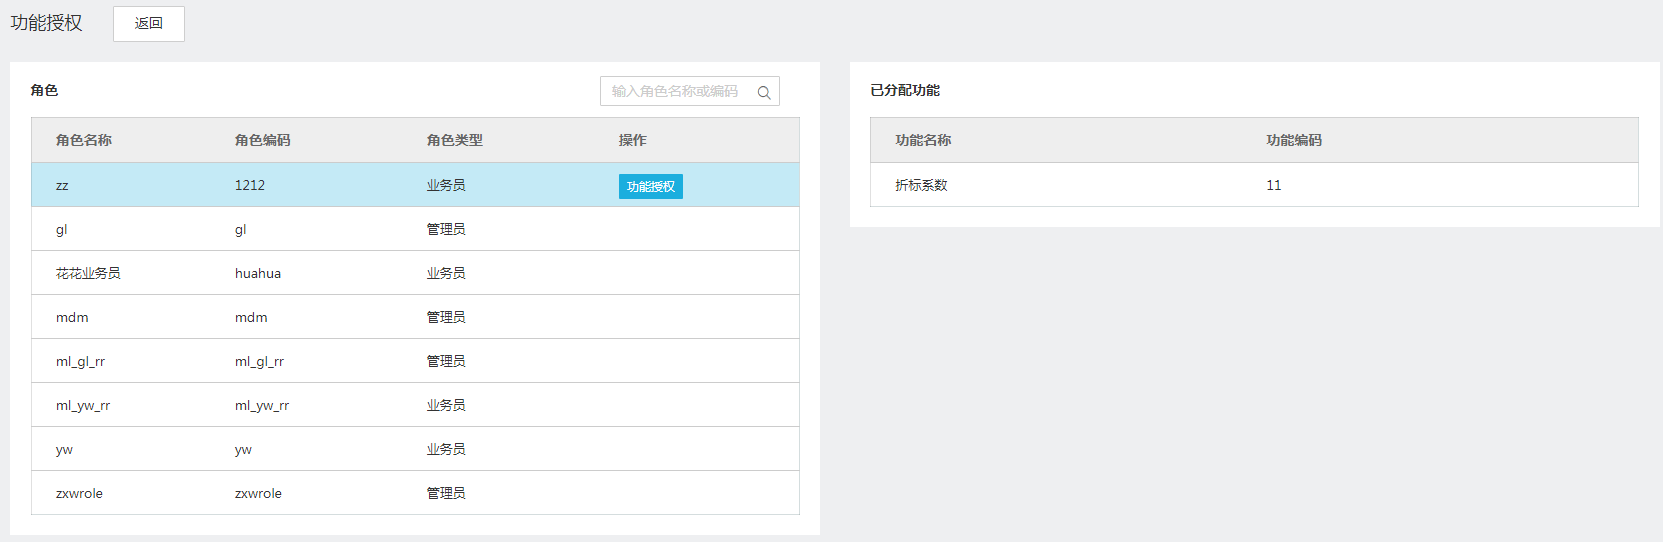 功能授权 返回
角色 输入角色名称或编码
角色名称 角色编码 角色类型 操作
zz 1212 业务员 功能授权
gl gl 管理员
花花业务员 huahua 业务员
mdm mdm 管理员
ml_gl_rr ml_gl_rr 管理员
ml_yw_rr ml_yw_rr 业务员
yw yw 业务员
zxwrole zxwrole 管理员
已分配功能
功能名称 功能编码
折标系数 11